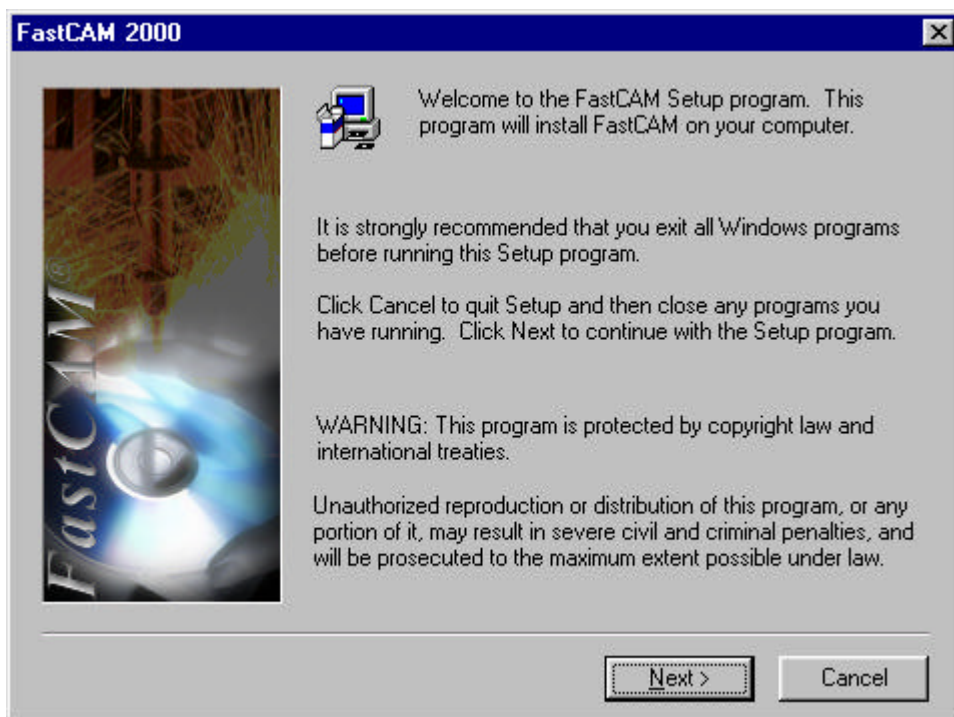 FastCAM 2000
FastCAM®
Welcome to the FastCAM Setup program. This
program will install FastCAM on your computer.
It is strongly recommended that you exit all Windows programs
before running this Setup program.
Click Cancel to quit Setup and then close any programs you
have running. Click Next to continue with the Setup program.
WARNING: This program is protected by copyright law and
international treaties.
Unauthorized reproduction or distribution of this program, or any
portion of it, may result in severe civil and criminal penalties, and
will be prosecuted to the maximum extent possible under law.
Next >
Cancel